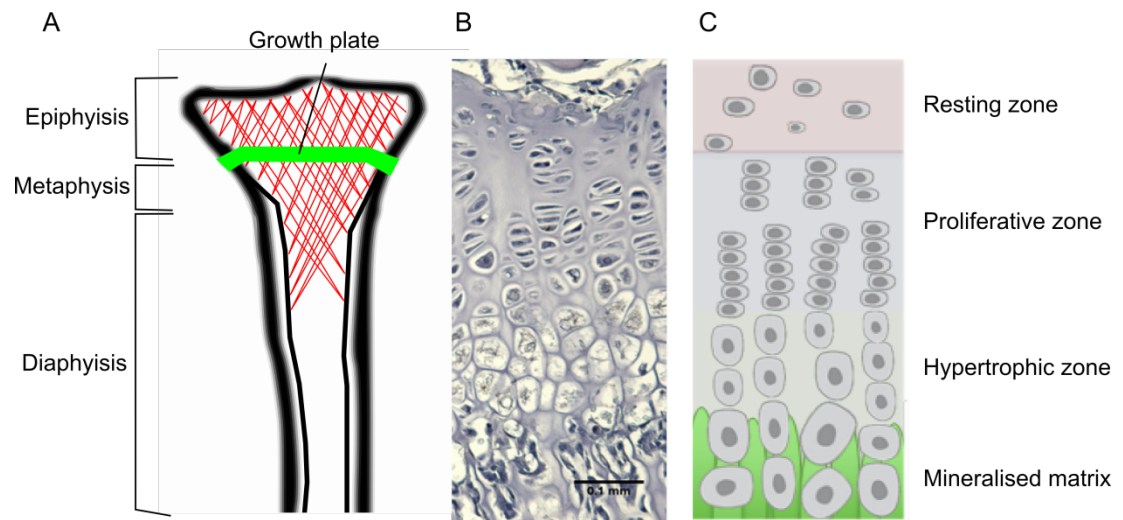 A
B
C
Growth plate
Epiphyisis
Metaphysis
Diaphyisis
0.1 mm
Resting zone
Proliferative zone
Hypertrophic zone
Mineralised matrix